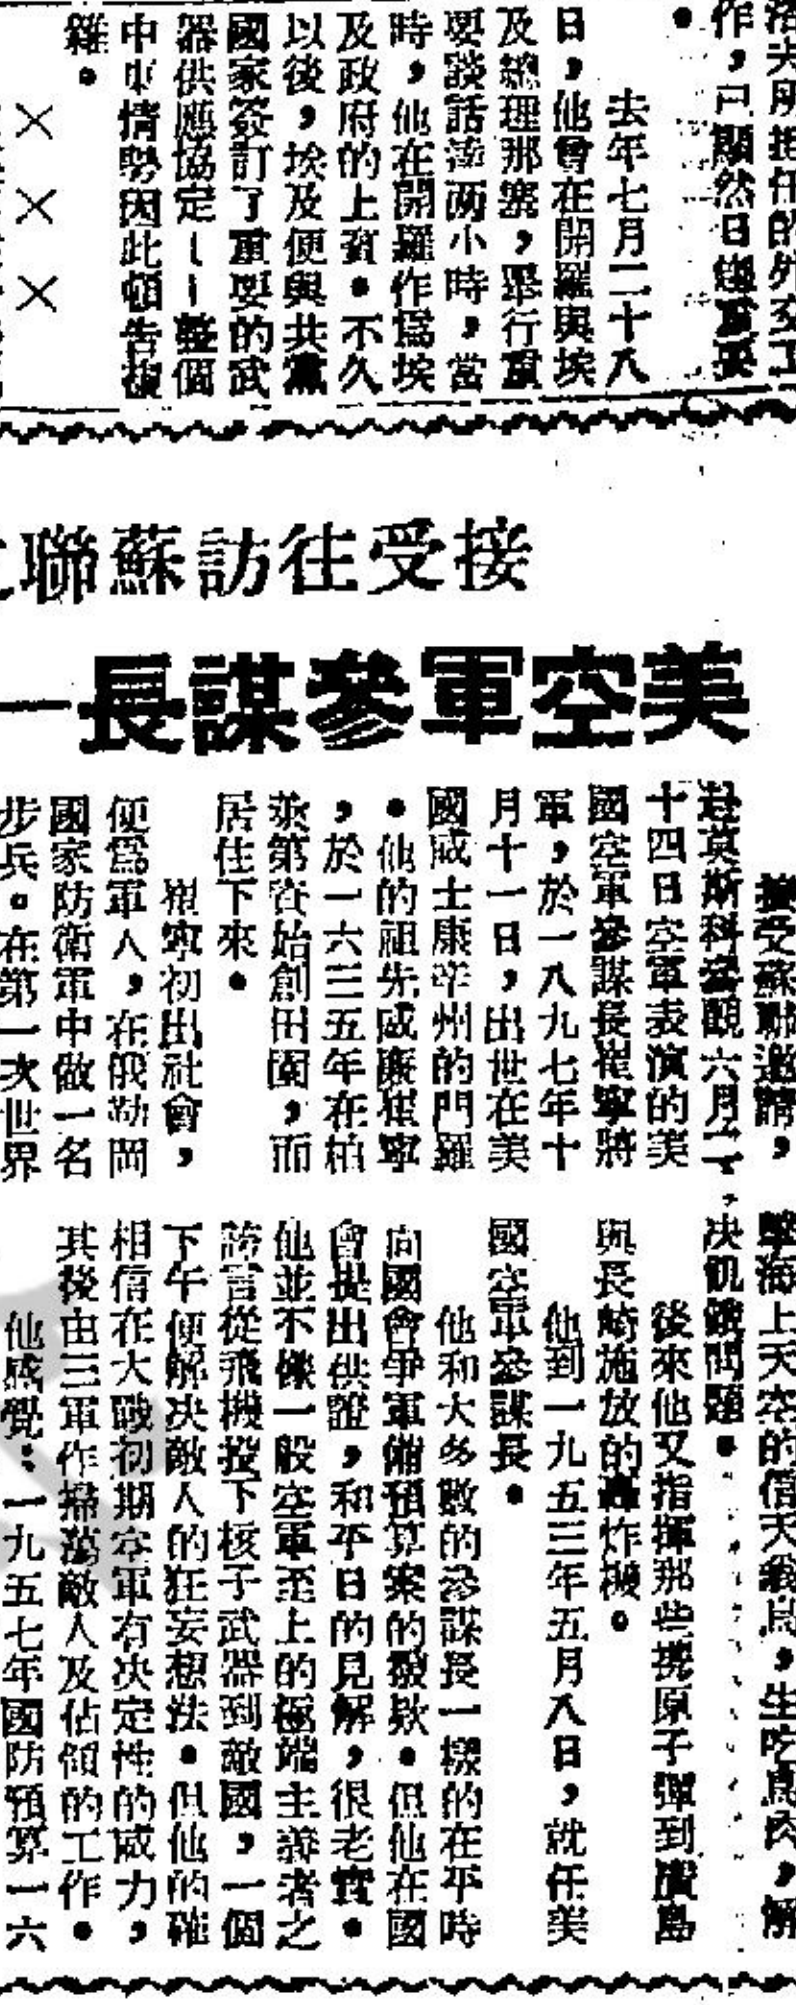 洛夫所担任的外交工
作，已顯然日趨重要
。
去年七月二十八
日，他曾在開羅與埃
及總理那塞，舉行重
要談話達兩小時，當
時，他在開羅作爲埃
及政府的上賓。不久
以後，埃及便與共黨
國家簽訂了重要的武
器供應協定——整個
中東情勢因此頓告複
雜。
×××
接受往訪蘇聯
美空軍參謀長一
接受蘇聯邀請，
赴莫斯科參觀六月二
十四日空軍表演的美
國空軍參謀長崔寧將
軍，於一八九七年十
月十一日，出世在美
國威士康辛州的門羅
。他的祖先威廉崔寧
，於一六三五年在柏
萊第資始創田園，而
居住下來。
崔寧初出社會，
便爲軍人，在俄勒岡
國家防衛軍中做一名
步兵。在第一次世界
擊海上天空的信天翁鳥，生吃鳥肉，解
決飢餓問題。
後來他又指揮那些携原子彈到廣島
與長崎施放的轟炸機。
他到一九五三年五月八日，就任美
國空軍參謀長。
他和大多數的參謀長一樣的在平時
向國會爭軍備預算案的撥款。但他在國
會提出供證，和平日的見解，很老實。
他並不像一般空軍至上的極端主義者之
誇言從飛機投下核子武器到敵國，一個
下午便解決敵人的狂妄想法。但他的確
相信在大戰初期空軍有決定性的威力，
其後由三軍作掃蕩敵人及佔領的工作。
他感覺：一九五七年國防預算一六